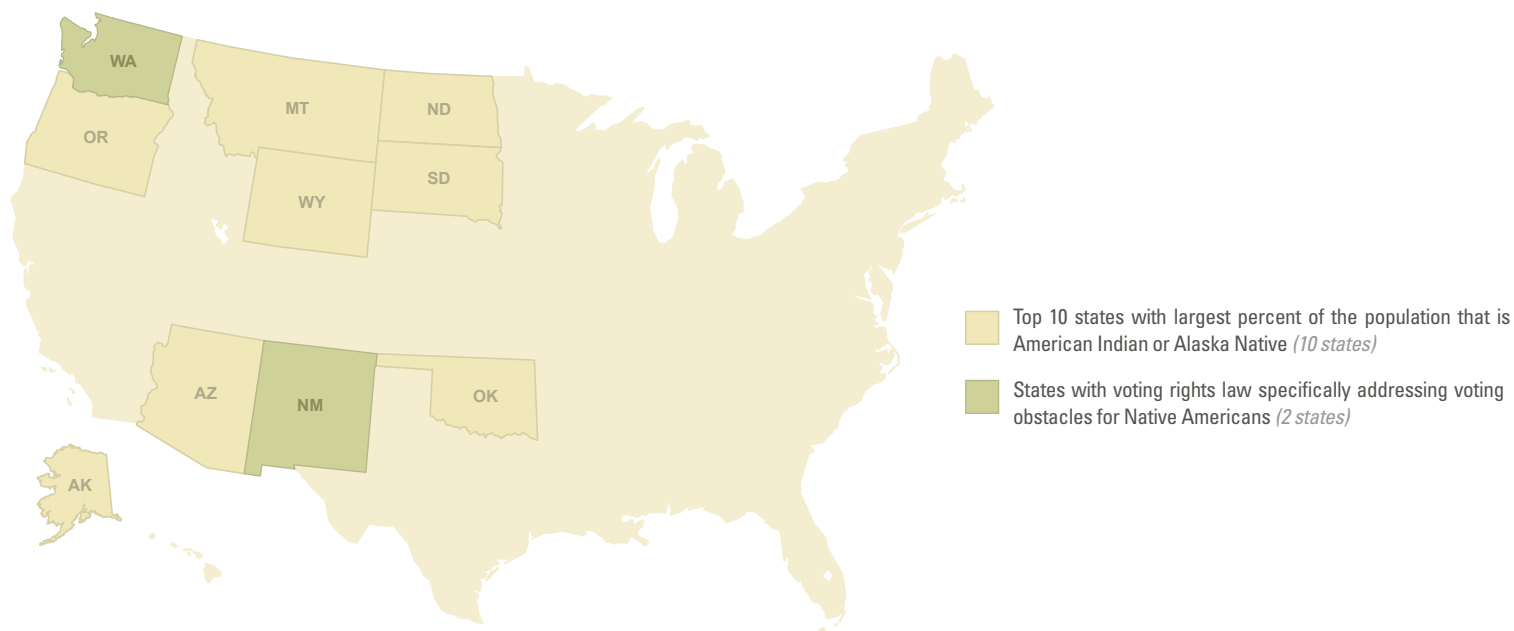 WA
MT
ND
OR
SD
WY
Top 10 states with largest percent of the population that is
American Indian or Alaska Native (10 states)
States with voting rights law specifically addressing voting
obstacles for Native Americans (2 states)
AZ
NM
OK
AK